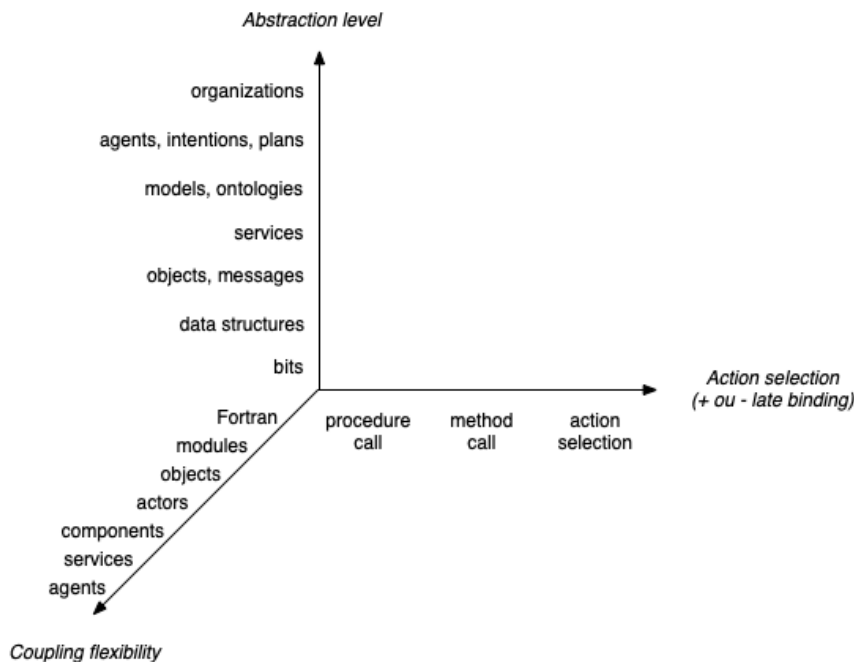 Abstraction level
organizations
agents, intentions, plans
models, ontologies
services
objects, messages
data structures
bits
Action selection
(+ ou - late binding)
procedure
call
method
call
action
selection
Fortran
modules
objects
actors
components
services
agents
Coupling flexibility